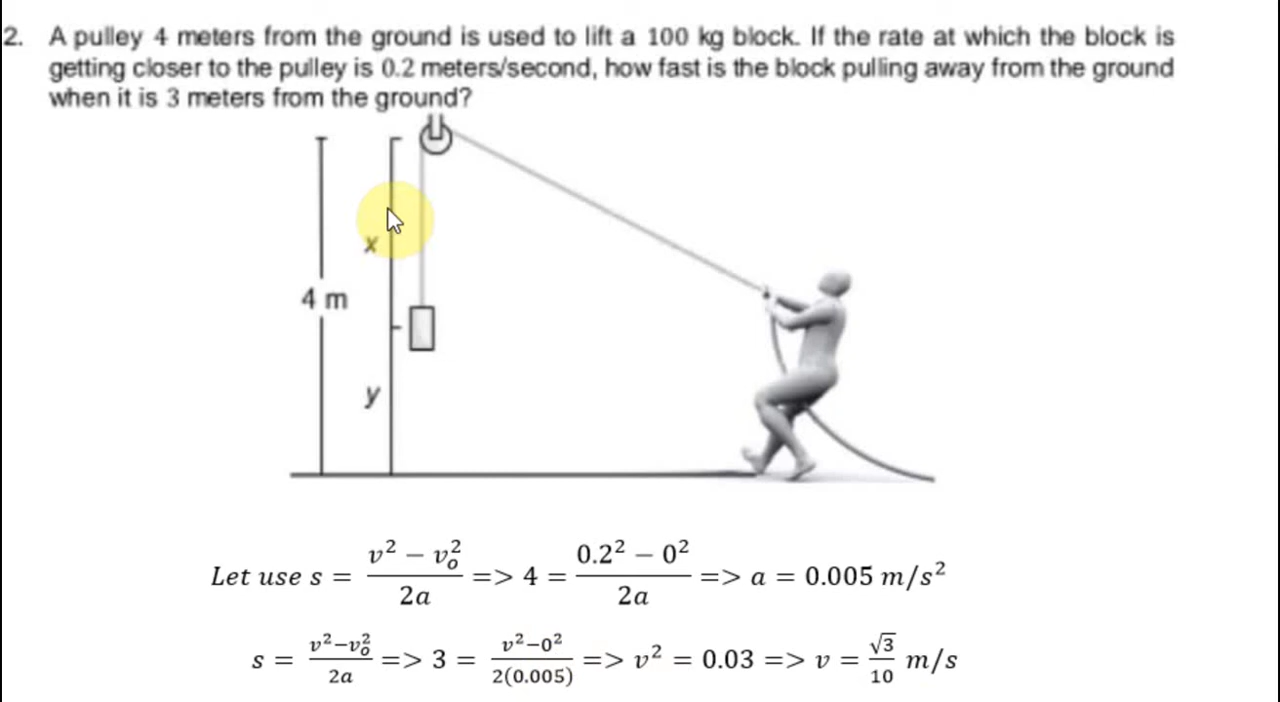 2. A pulley 4 meters from the ground is used to lift a 100 kg block. If the rate at which the block is
getting closer to the pulley is 0.2 meters/second, how fast is the block pulling away from the ground
when it is 3 meters from the ground?
x
4 m
y
Let use s = (v² − v₀²)/(2a) => 4 = (0.2² − 0²)/(2a) => a = 0.005 m/s²
s = (v²−v₀²)/(2a) => 3 = (v²−0²)/(2(0.005)) => v² = 0.03 => v = √3/10 m/s